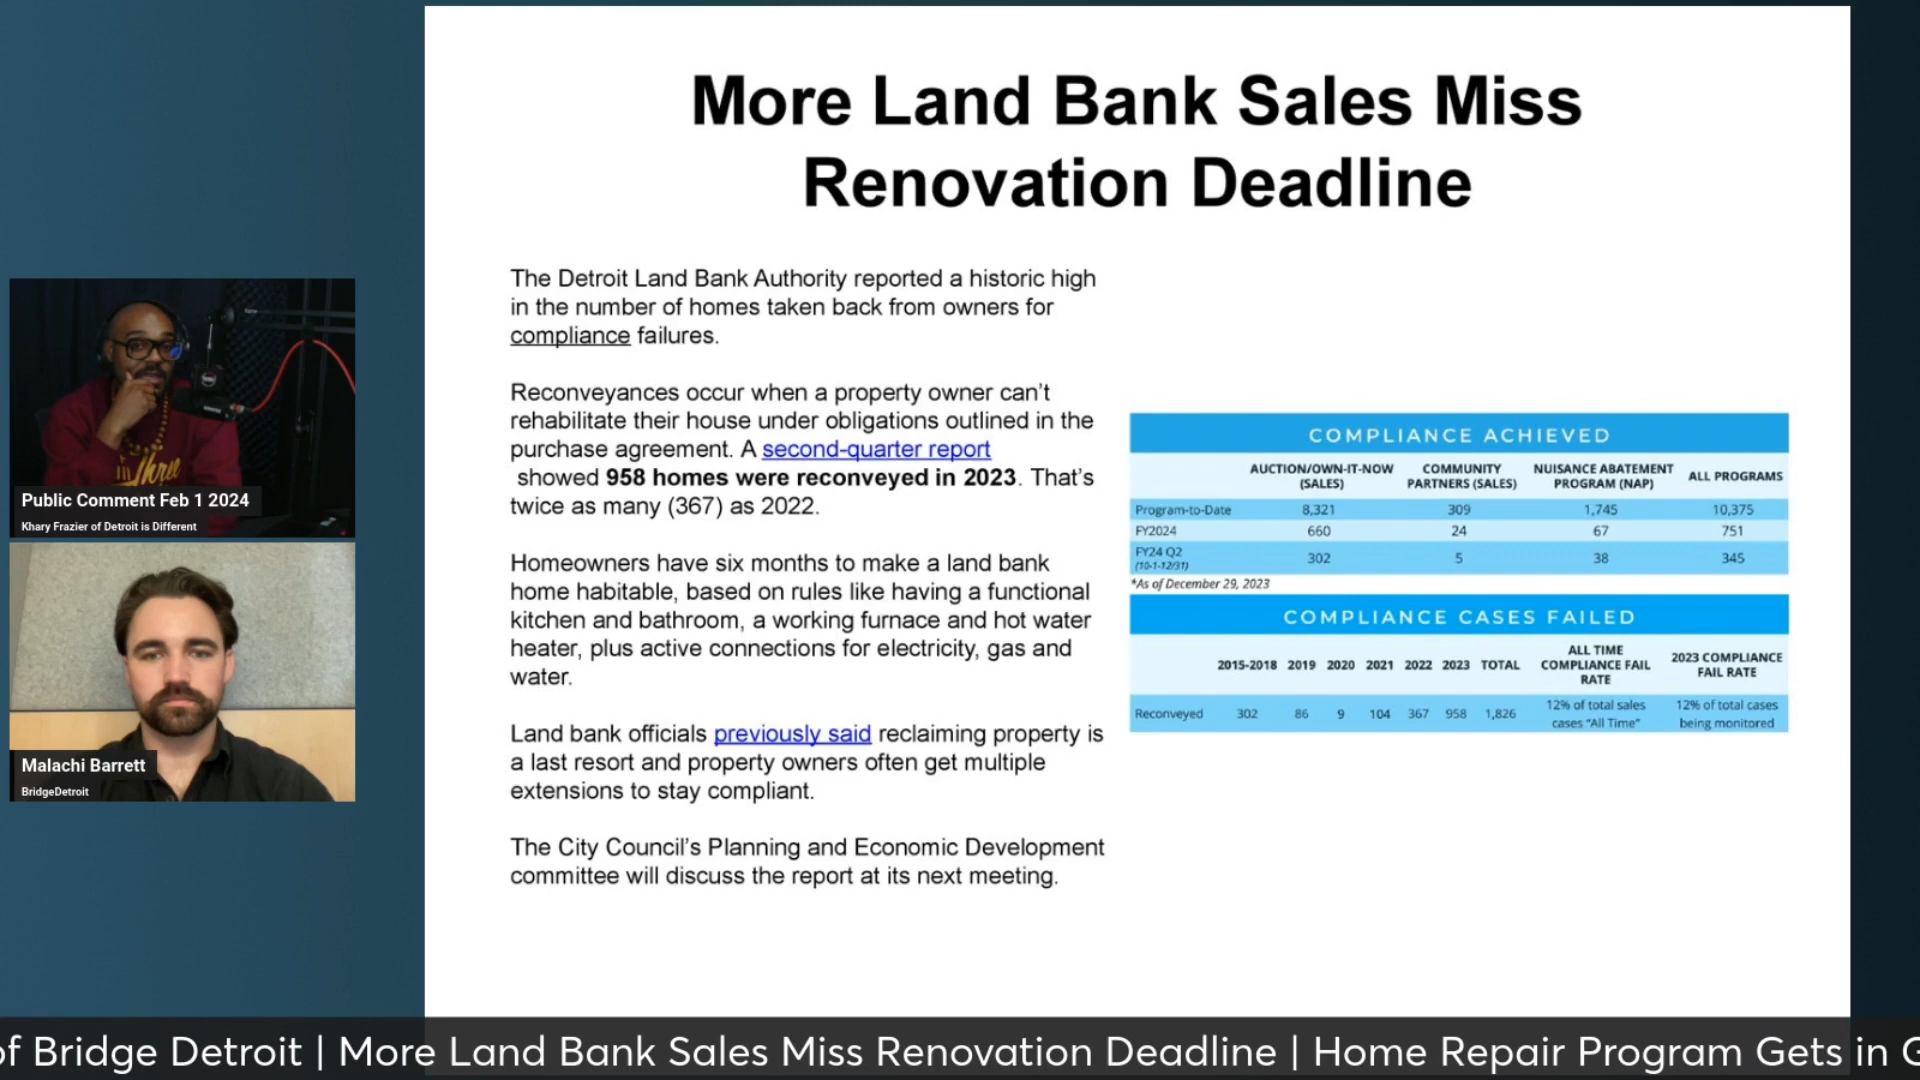 More Land Bank Sales Miss
Renovation Deadline
The Detroit Land Bank Authority reported a historic high
in the number of homes taken back from owners for
compliance failures.
Reconveyances occur when a property owner can’t
rehabilitate their house under obligations outlined in the
purchase agreement. A second-quarter report
showed 958 homes were reconveyed in 2023. That’s
twice as many (367) as 2022.
Homeowners have six months to make a land bank
home habitable, based on rules like having a functional
kitchen and bathroom, a working furnace and hot water
heater, plus active connections for electricity, gas and
water.
Land bank officials previously said reclaiming property is
a last resort and property owners often get multiple
extensions to stay compliant.
The City Council’s Planning and Economic Development
committee will discuss the report at its next meeting.
COMPLIANCE ACHIEVED
AUCTION/OWN-IT-NOW (SALES) COMMUNITY PARTNERS (SALES) NUISANCE ABATEMENT PROGRAM (NAP) ALL PROGRAMS
Program-to-Date 8,321 309 1,745 10,375
FY2024 660 24 67 751
FY24 Q2 (10-1-12/31) 302 5 38 345
*As of December 29, 2023
COMPLIANCE CASES FAILED
2015-2018 2019 2020 2021 2022 2023 TOTAL ALL TIME COMPLIANCE FAIL RATE 2023 COMPLIANCE FAIL RATE
Reconveyed 302 86 9 104 367 958 1,826 12% of total sales cases “All Time” 12% of total cases being monitored
Three
Public Comment Feb 1 2024
Khary Frazier of Detroit is Different
Malachi Barrett
BridgeDetroit
of Bridge Detroit | More Land Bank Sales Miss Renovation Deadline | Home Repair Program Gets in G